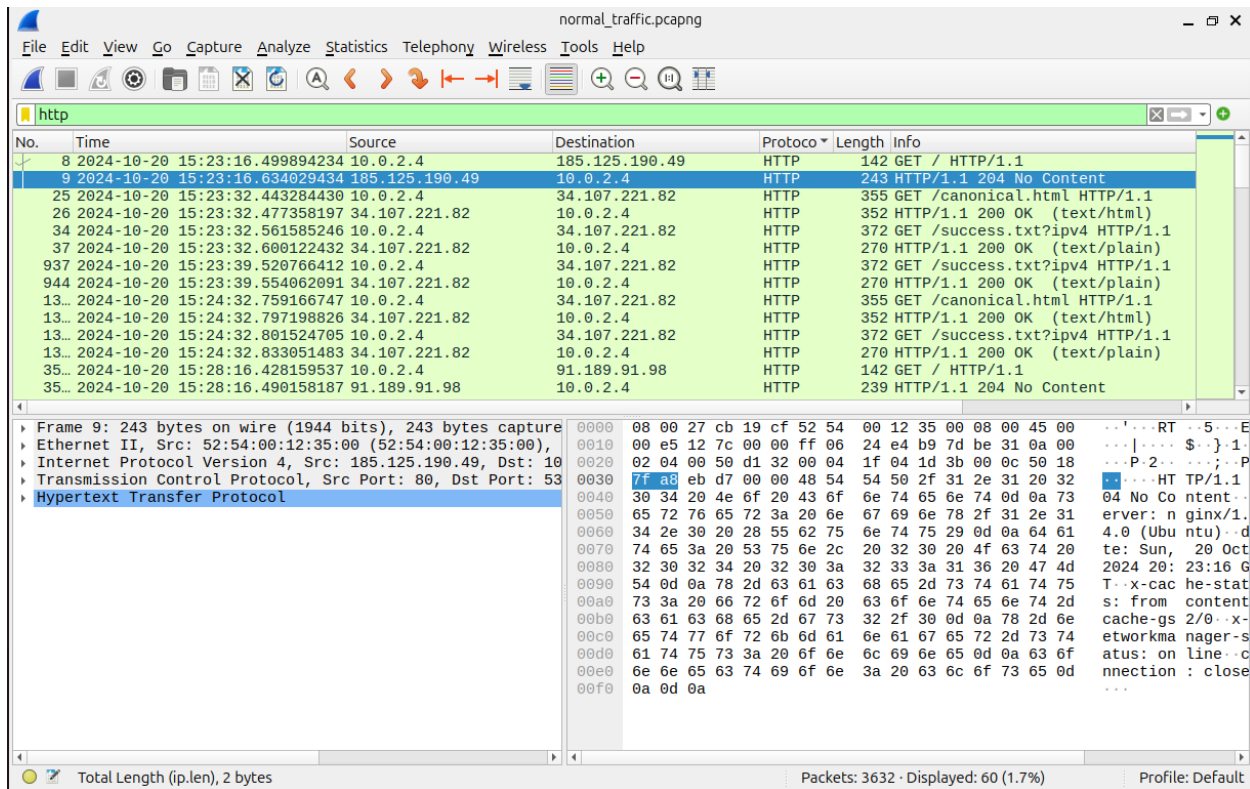 normal_traffic.pcapng
File Edit View Go Capture Analyze Statistics Telephony Wireless Tools Help
http
No. Time Source Destination Protoco Length Info
8 2024-10-20 15:23:16.499894234 10.0.2.4 185.125.190.49 HTTP 142 GET / HTTP/1.1
9 2024-10-20 15:23:16.634029434 185.125.190.49 10.0.2.4 HTTP 243 HTTP/1.1 204 No Content
25 2024-10-20 15:23:32.443284430 10.0.2.4 34.107.221.82 HTTP 355 GET /canonical.html HTTP/1.1
26 2024-10-20 15:23:32.477358197 34.107.221.82 10.0.2.4 HTTP 352 HTTP/1.1 200 OK (text/html)
34 2024-10-20 15:23:32.561585246 10.0.2.4 34.107.221.82 HTTP 372 GET /success.txt?ipv4 HTTP/1.1
37 2024-10-20 15:23:32.600122432 34.107.221.82 10.0.2.4 HTTP 270 HTTP/1.1 200 OK (text/plain)
937 2024-10-20 15:23:39.520766412 10.0.2.4 34.107.221.82 HTTP 372 GET /success.txt?ipv4 HTTP/1.1
944 2024-10-20 15:23:39.554062091 34.107.221.82 10.0.2.4 HTTP 270 HTTP/1.1 200 OK (text/plain)
13… 2024-10-20 15:24:32.759166747 10.0.2.4 34.107.221.82 HTTP 355 GET /canonical.html HTTP/1.1
13… 2024-10-20 15:24:32.797198826 34.107.221.82 10.0.2.4 HTTP 352 HTTP/1.1 200 OK (text/html)
13… 2024-10-20 15:24:32.801524705 10.0.2.4 34.107.221.82 HTTP 372 GET /success.txt?ipv4 HTTP/1.1
13… 2024-10-20 15:24:32.833051483 34.107.221.82 10.0.2.4 HTTP 270 HTTP/1.1 200 OK (text/plain)
35… 2024-10-20 15:28:16.428159537 10.0.2.4 91.189.91.98 HTTP 142 GET / HTTP/1.1
35… 2024-10-20 15:28:16.490158187 91.189.91.98 10.0.2.4 HTTP 239 HTTP/1.1 204 No Content
Frame 9: 243 bytes on wire (1944 bits), 243 bytes capture
Ethernet II, Src: 52:54:00:12:35:00 (52:54:00:12:35:00),
Internet Protocol Version 4, Src: 185.125.190.49, Dst: 10
Transmission Control Protocol, Src Port: 80, Dst Port: 53
Hypertext Transfer Protocol
0000 08 00 27 cb 19 cf 52 54 00 12 35 00 08 00 45 00 ··'···RT ··5···E
0010 00 e5 12 7c 00 00 ff 06 24 e4 b9 7d be 31 0a 00 ···|···· $··}·1·
0020 02 04 00 50 d1 32 00 04 1f 04 1d 3b 00 0c 50 18 ···P·2·· ···;··P
0030 7f a8 eb d7 00 00 48 54 54 50 2f 31 2e 31 20 32 ······HT TP/1.1
0040 30 34 20 4e 6f 20 43 6f 6e 74 65 6e 74 0d 0a 73 04 No Co ntent··
0050 65 72 76 65 72 3a 20 6e 67 69 6e 78 2f 31 2e 31 erver: n ginx/1.
0060 34 2e 30 20 28 55 62 75 6e 74 75 29 0d 0a 64 61 4.0 (Ubu ntu)··d
0070 74 65 3a 20 53 75 6e 2c 20 32 30 20 4f 63 74 20 te: Sun, 20 Oct
0080 32 30 32 34 20 32 30 3a 32 33 3a 31 36 20 47 4d 2024 20: 23:16 G
0090 54 0d 0a 78 2d 63 61 63 68 65 2d 73 74 61 74 75 T··x-cac he-stat
00a0 73 3a 20 66 72 6f 6d 20 63 6f 6e 74 65 6e 74 2d s: from content
00b0 63 61 63 68 65 2d 67 73 32 2f 30 0d 0a 78 2d 6e cache-gs 2/0··x-
00c0 65 74 77 6f 72 6b 6d 61 6e 61 67 65 72 2d 73 74 etworkma nager-s
00d0 61 74 75 73 3a 20 6f 6e 6c 69 6e 65 0d 0a 63 6f atus: on line··c
00e0 6e 6e 65 63 74 69 6f 6e 3a 20 63 6c 6f 73 65 0d nnection : close
00f0 0a 0d 0a ···
Total Length (ip.len), 2 bytes Packets: 3632 · Displayed: 60 (1.7%) Profile: Default